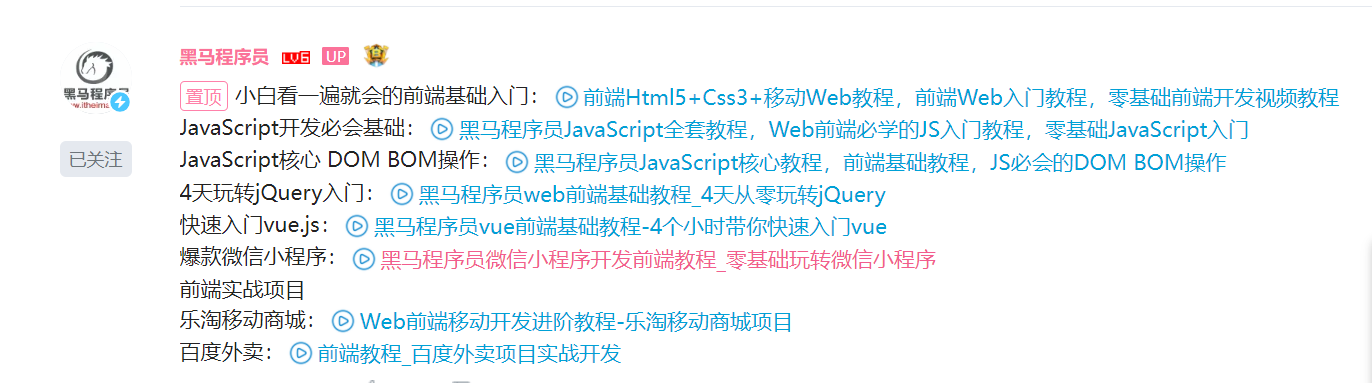 黑马程序员 LV6 UP
置顶 小白看一遍就会的前端基础入门： 前端Html5+Css3+移动Web教程，前端Web入门教程，零基础前端开发视频教程
黑马程序员
已关注
JavaScript开发必会基础： 黑马程序员JavaScript全套教程，Web前端必学的JS入门教程，零基础JavaScript入门
JavaScript核心 DOM BOM操作： 黑马程序员JavaScript核心教程，前端基础教程，JS必会的DOM BOM操作
4天玩转jQuery入门： 黑马程序员web前端基础教程_4天从零玩转jQuery
快速入门vue.js： 黑马程序员vue前端基础教程-4个小时带你快速入门vue
爆款微信小程序： 黑马程序员微信小程序开发前端教程_零基础玩转微信小程序
前端实战项目
乐淘移动商城： Web前端移动开发进阶教程-乐淘移动商城项目
百度外卖： 前端教程_百度外卖项目实战开发